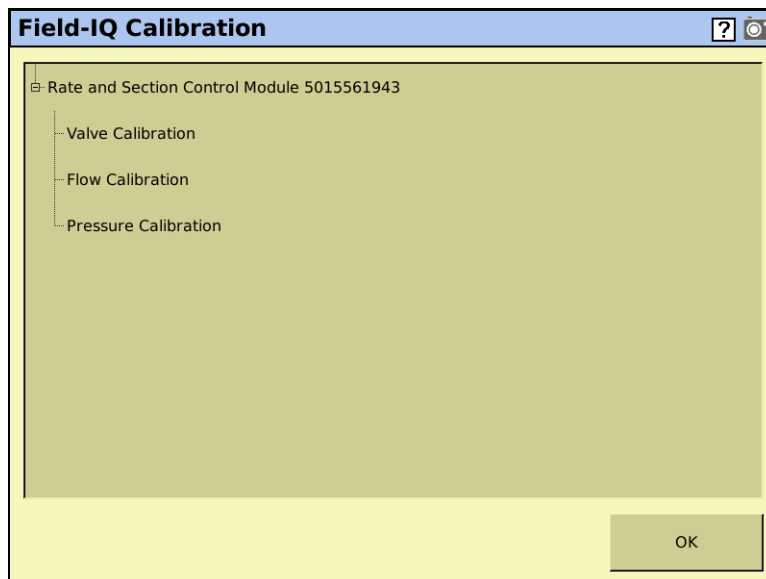 Field-IQ Calibration
?
Rate and Section Control Module 5015561943
Valve Calibration
Flow Calibration
Pressure Calibration
OK